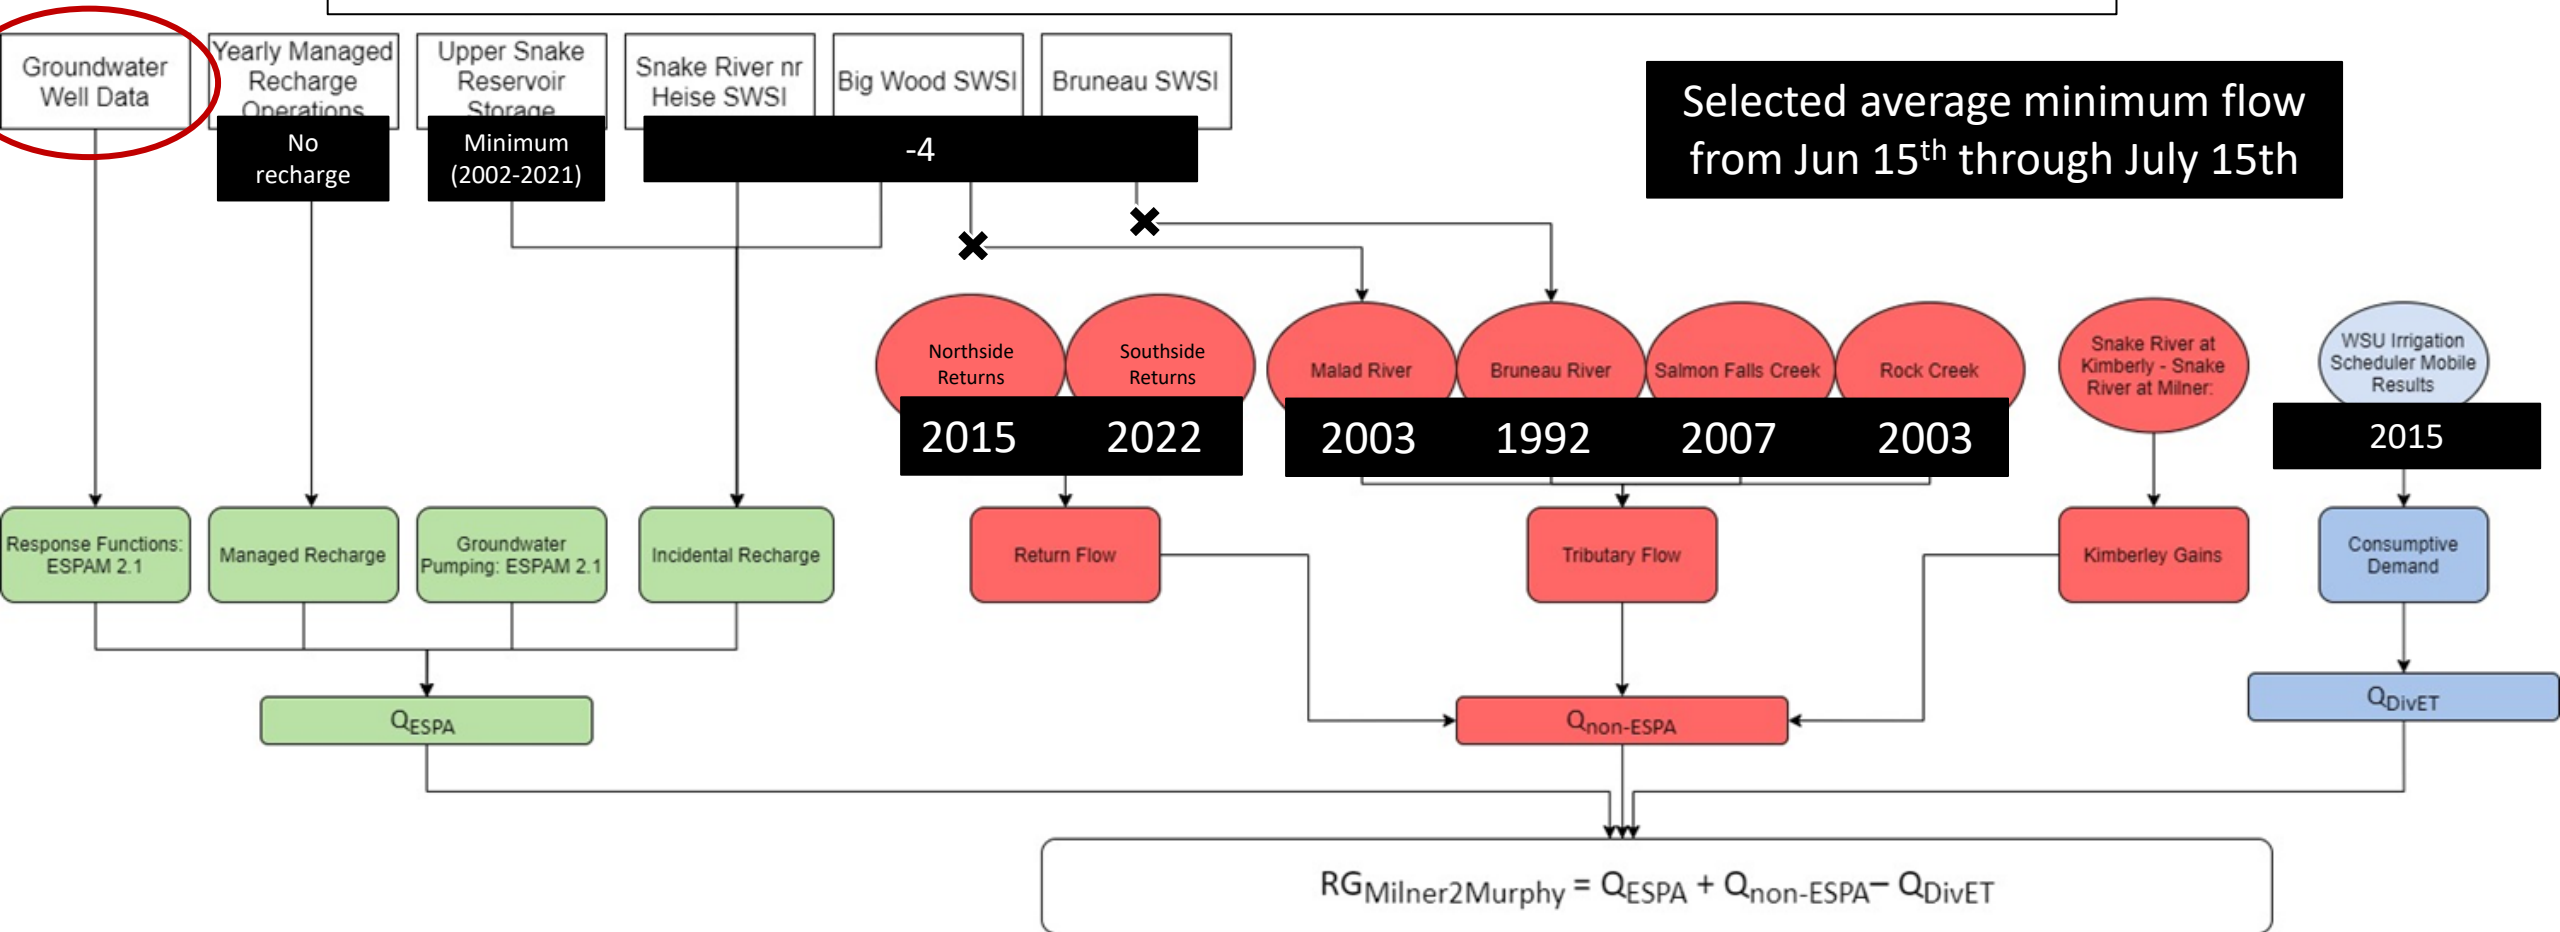 Groundwater
Well Data
Yearly Managed
Recharge
Operations
Upper Snake
Reservoir
Storage
Snake River nr
Heise SWSI
Big Wood SWSI
Bruneau SWSI
Selected average minimum flow
from Jun 15th through July 15th
No
recharge
Minimum
(2002-2021)
-4
Northside
Returns
Southside
Returns
Malad River
Bruneau River
Salmon Falls Creek
Rock Creek
Snake River at
Kimberly - Snake
River at Milner:
WSU Irrigation
Scheduler Mobile
Results
2015
2022
2003
1992
2007
2003
2015
Response Functions:
ESPAM 2.1
Managed Recharge
Groundwater
Pumping: ESPAM 2.1
Incidental Recharge
Return Flow
Tributary Flow
Kimberley Gains
Consumptive
Demand
QESPA
Qnon-ESPA
QDivET
RGMilner2Murphy = QESPA + Qnon-ESPA– QDivET